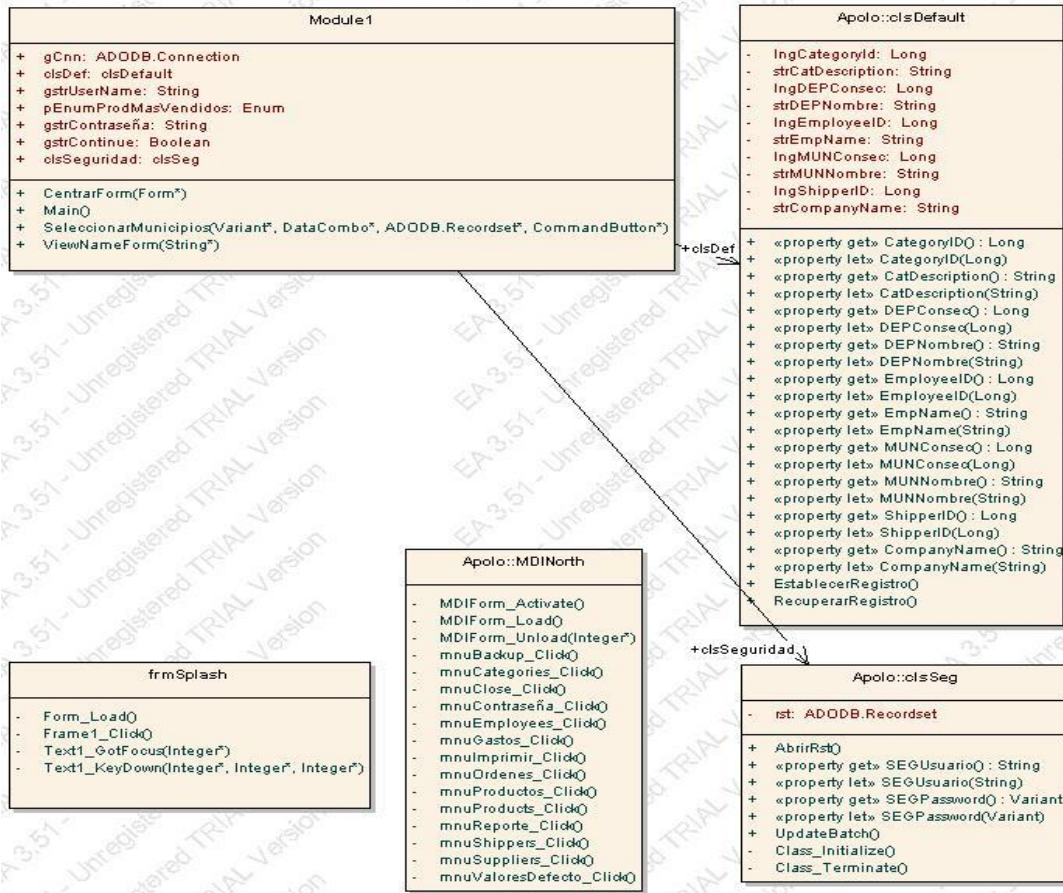 Module1
+ gCnn: ADODB.Connection
+ clsDef: clsDefault
+ gstrUserName: String
+ pEnumProdMasVendidos: Enum
+ gstrContraseña: String
+ gstrContinue: Boolean
+ clsSeguridad: clsSeg
+ CentrarForm(Form*)
+ Main()
+ SeleccionarMunicipios(Variant*, DataCombo*, ADODB.Recordset*, CommandButton*)
+ ViewNameForm(String*)
+clsDef
Apolo::clsDefault
- lngCategoryId: Long
- strCatDescription: String
- lngDEPConsec: Long
- strDEPNombre: String
- lngEmployeeID: Long
- strEmpName: String
- lngMUNConsec: Long
- strMUNNombre: String
- lngShipperID: Long
- strCompanyName: String
+ «property get» CategoryID() : Long
+ «property let» CategoryID(Long)
+ «property get» CatDescription() : String
+ «property let» CatDescription(String)
+ «property get» DEPConsec() : Long
+ «property let» DEPConsec(Long)
+ «property get» DEPNombre() : String
+ «property let» DEPNombre(String)
+ «property get» EmployeeID() : Long
+ «property let» EmployeeID(Long)
+ «property get» EmpName() : String
+ «property let» EmpName(String)
+ «property get» MUNConsec() : Long
+ «property let» MUNConsec(Long)
+ «property get» MUNNombre() : String
+ «property let» MUNNombre(String)
+ «property get» ShipperID() : Long
+ «property let» ShipperID(Long)
+ «property get» CompanyName() : String
+ «property let» CompanyName(String)
+ EstablecerRegistro()
+ RecuperarRegistro()
Apolo::MDINorth
- MDIForm_Activate()
- MDIForm_Load()
- MDIForm_Unload(Integer*)
- mnuBackup_Click()
- mnuCategories_Click()
- mnuClose_Click()
- mnuContraseña_Click()
- mnuEmployees_Click()
- mnuGastos_Click()
- mnuImprimir_Click()
- mnuOrdenes_Click()
- mnuProductos_Click()
- mnuProducts_Click()
- mnuReporte_Click()
- mnuShippers_Click()
- mnuSuppliers_Click()
- mnuValoresDefecto_Click()
frmSplash
- Form_Load()
- Frame1_Click()
- Text1_GotFocus(Integer*)
- Text1_KeyDown(Integer*, Integer*, Integer*)
+clsSeguridad
Apolo::clsSeg
- rst: ADODB.Recordset
+ AbrirRst()
+ «property get» SEGUsuario() : String
+ «property let» SEGUsuario(String)
+ «property get» SEGPassword() : Variant
+ «property let» SEGPassword(Variant)
+ UpdateBatch()
- Class_Initialize()
- Class_Terminate()
EA 3.51 - Unregistered TRIAL Version